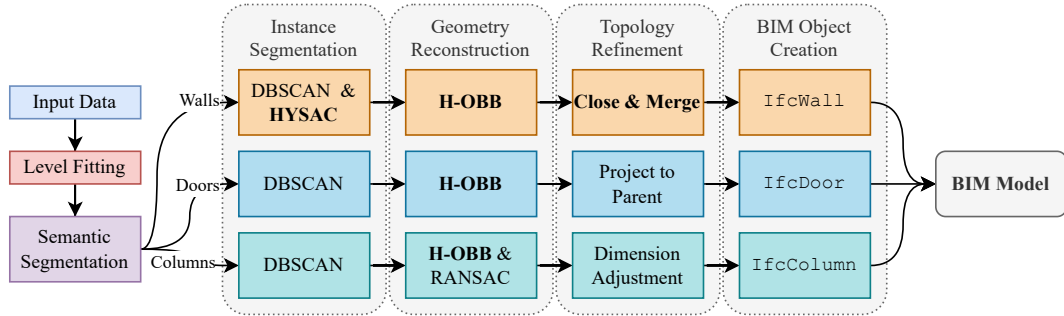 Instance
Segmentation
Geometry
Reconstruction
Topology
Refinement
BIM Object
Creation
Input Data
Level Fitting
Semantic
Segmentation
Walls
DBSCAN &
HYSAC
H-OBB
Close & Merge
IfcWall
Doors
DBSCAN
H-OBB
Project to
Parent
IfcDoor
Columns
DBSCAN
H-OBB &
RANSAC
Dimension
Adjustment
IfcColumn
BIM Model